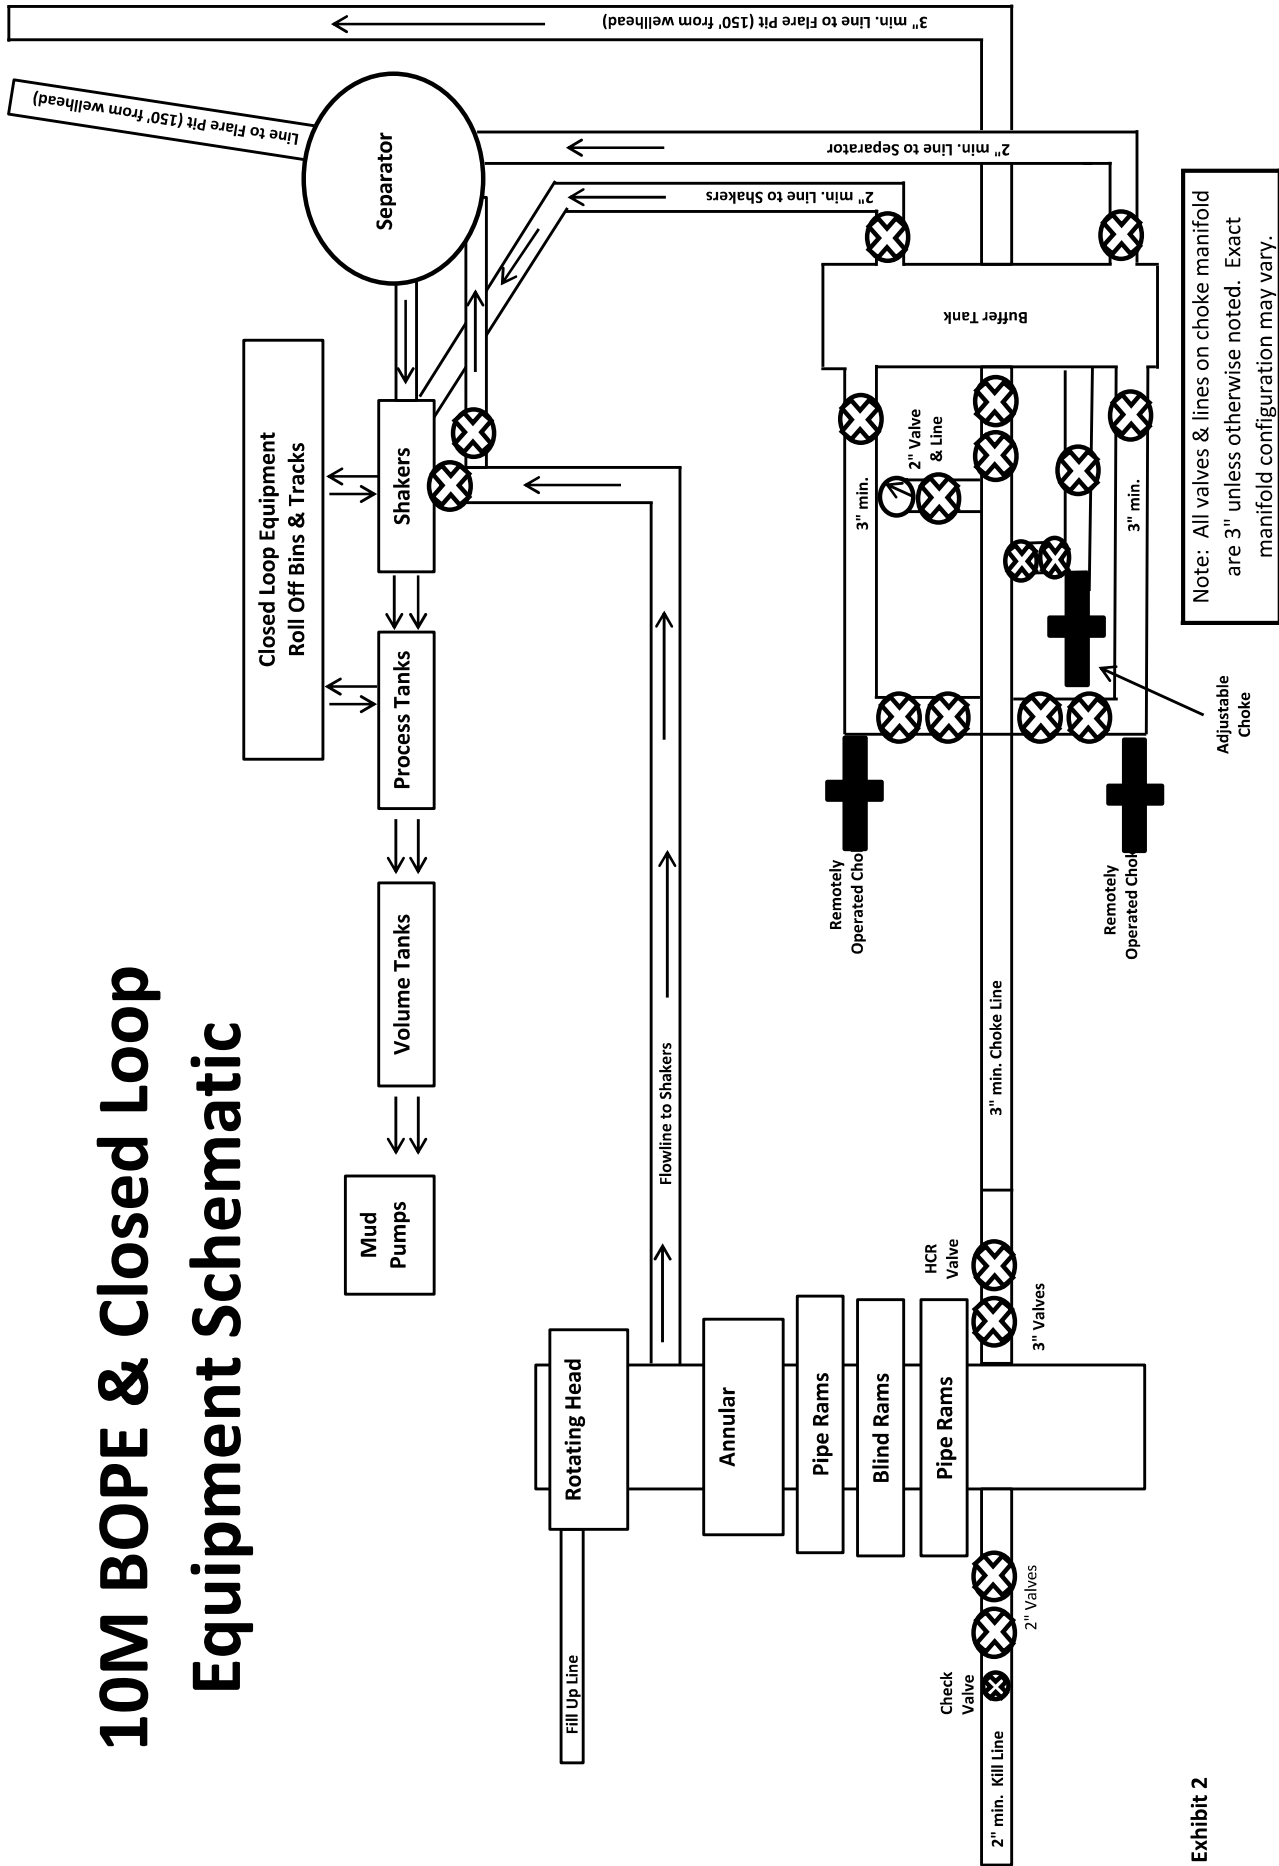 10M BOPE & Closed Loop
Equipment Schematic
Closed Loop Equipment
Roll Off Bins & Tracks
Mud
Pumps
Volume Tanks
Process Tanks
Shakers
Separator
Line to Flare Pit (150' from wellhead)
3" min. Line to Flare Pit (150' from wellhead)
2" min. Line to Separator
2" min. Line to Shakers
Fill Up Line
Rotating Head
Flowline to Shakers
Annular
Pipe Rams
Blind Rams
Pipe Rams
2" min. Kill Line
Check
Valve
2" Valves
HCR
Valve
3" Valves
3" min. Choke Line
Remotely
Operated Chok
Remotely
Operated Chok
Adjustable
Choke
3" min.
2" Valve
& Line
3" min.
Buffer Tank
Note: All valves & lines on choke manifold
are 3" unless otherwise noted. Exact
manifold configuration may vary.
Exhibit 2